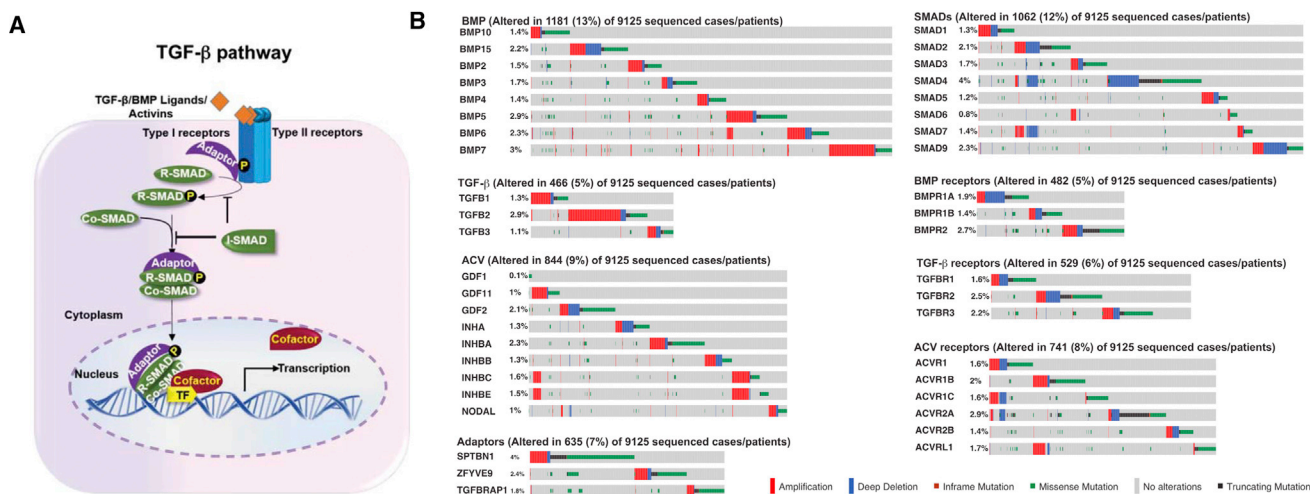 A
TGF-β pathway
TGF-β/BMP Ligands/
Activins
Type I receptors
Type II receptors
Adaptor
P
R-SMAD
R-SMAD P
Co-SMAD
I-SMAD
Adaptor
R-SMAD P
Co-SMAD
Cytoplasm
Cofactor
Adaptor
P
R-SMAD
Co-SMAD
Nucleus
Cofactor
TF
Transcription
B
BMP (Altered in 1181 (13%) of 9125 sequenced cases/patients)
BMP10 1.4%
BMP15 2.2%
BMP2 1.5%
BMP3 1.7%
BMP4 1.4%
BMP5 2.9%
BMP6 2.3%
BMP7 3%
TGF-β (Altered in 466 (5%) of 9125 sequenced cases/patients)
TGFB1 1.3%
TGFB2 2.9%
TGFB3 1.1%
ACV (Altered in 844 (9%) of 9125 sequenced cases/patients)
GDF1 0.1%
GDF11 1%
GDF2 2.1%
INHA 1.3%
INHBA 2.3%
INHBB 1.3%
INHBC 1.6%
INHBE 1.5%
NODAL 1%
Adaptors (Altered in 635 (7%) of 9125 sequenced cases/patients)
SPTBN1 4%
ZFYVE9 2.4%
TGFBRAP1 1.8%
SMADs (Altered in 1062 (12%) of 9125 sequenced cases/patients)
SMAD1 1.3%
SMAD2 2.1%
SMAD3 1.7%
SMAD4 4%
SMAD5 1.2%
SMAD6 0.8%
SMAD7 1.4%
SMAD9 2.3%
BMP receptors (Altered in 482 (5%) of 9125 sequenced cases/patients)
BMPR1A 1.9%
BMPR1B 1.4%
BMPR2 2.7%
TGF-β receptors (Altered in 529 (6%) of 9125 sequenced cases/patients)
TGFBR1 1.6%
TGFBR2 2.5%
TGFBR3 2.2%
ACV receptors (Altered in 741 (8%) of 9125 sequenced cases/patients)
ACVR1 1.6%
ACVR1B 2%
ACVR1C 1.6%
ACVR2A 2.9%
ACVR2B 1.4%
ACVRL1 1.7%
Amplification Deep Deletion Inframe Mutation Missense Mutation No alterations Truncating Mutation